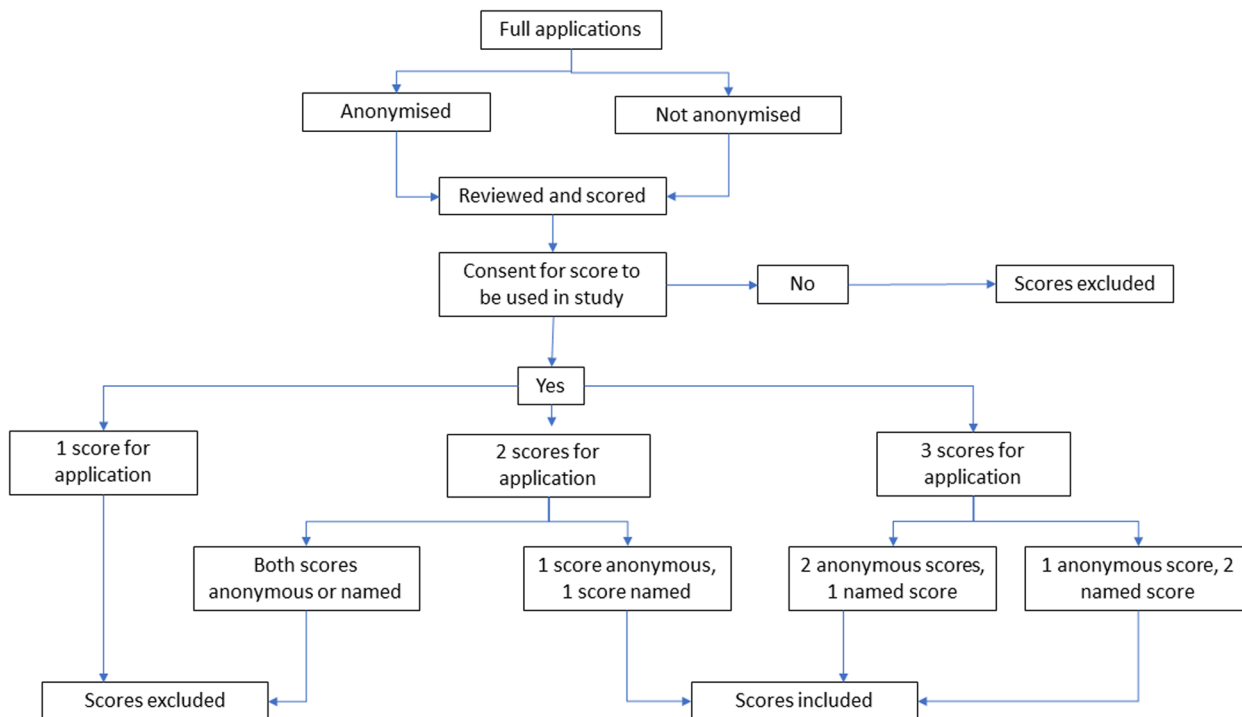 Full applications
Anonymised
Not anonymised
Reviewed and scored
Consent for score to
be used in study
No
Scores excluded
Yes
1 score for
application
2 scores for
application
3 scores for
application
Both scores
anonymous or named
1 score anonymous,
1 score named
2 anonymous scores,
1 named score
1 anonymous score, 2
named score
Scores excluded
Scores included